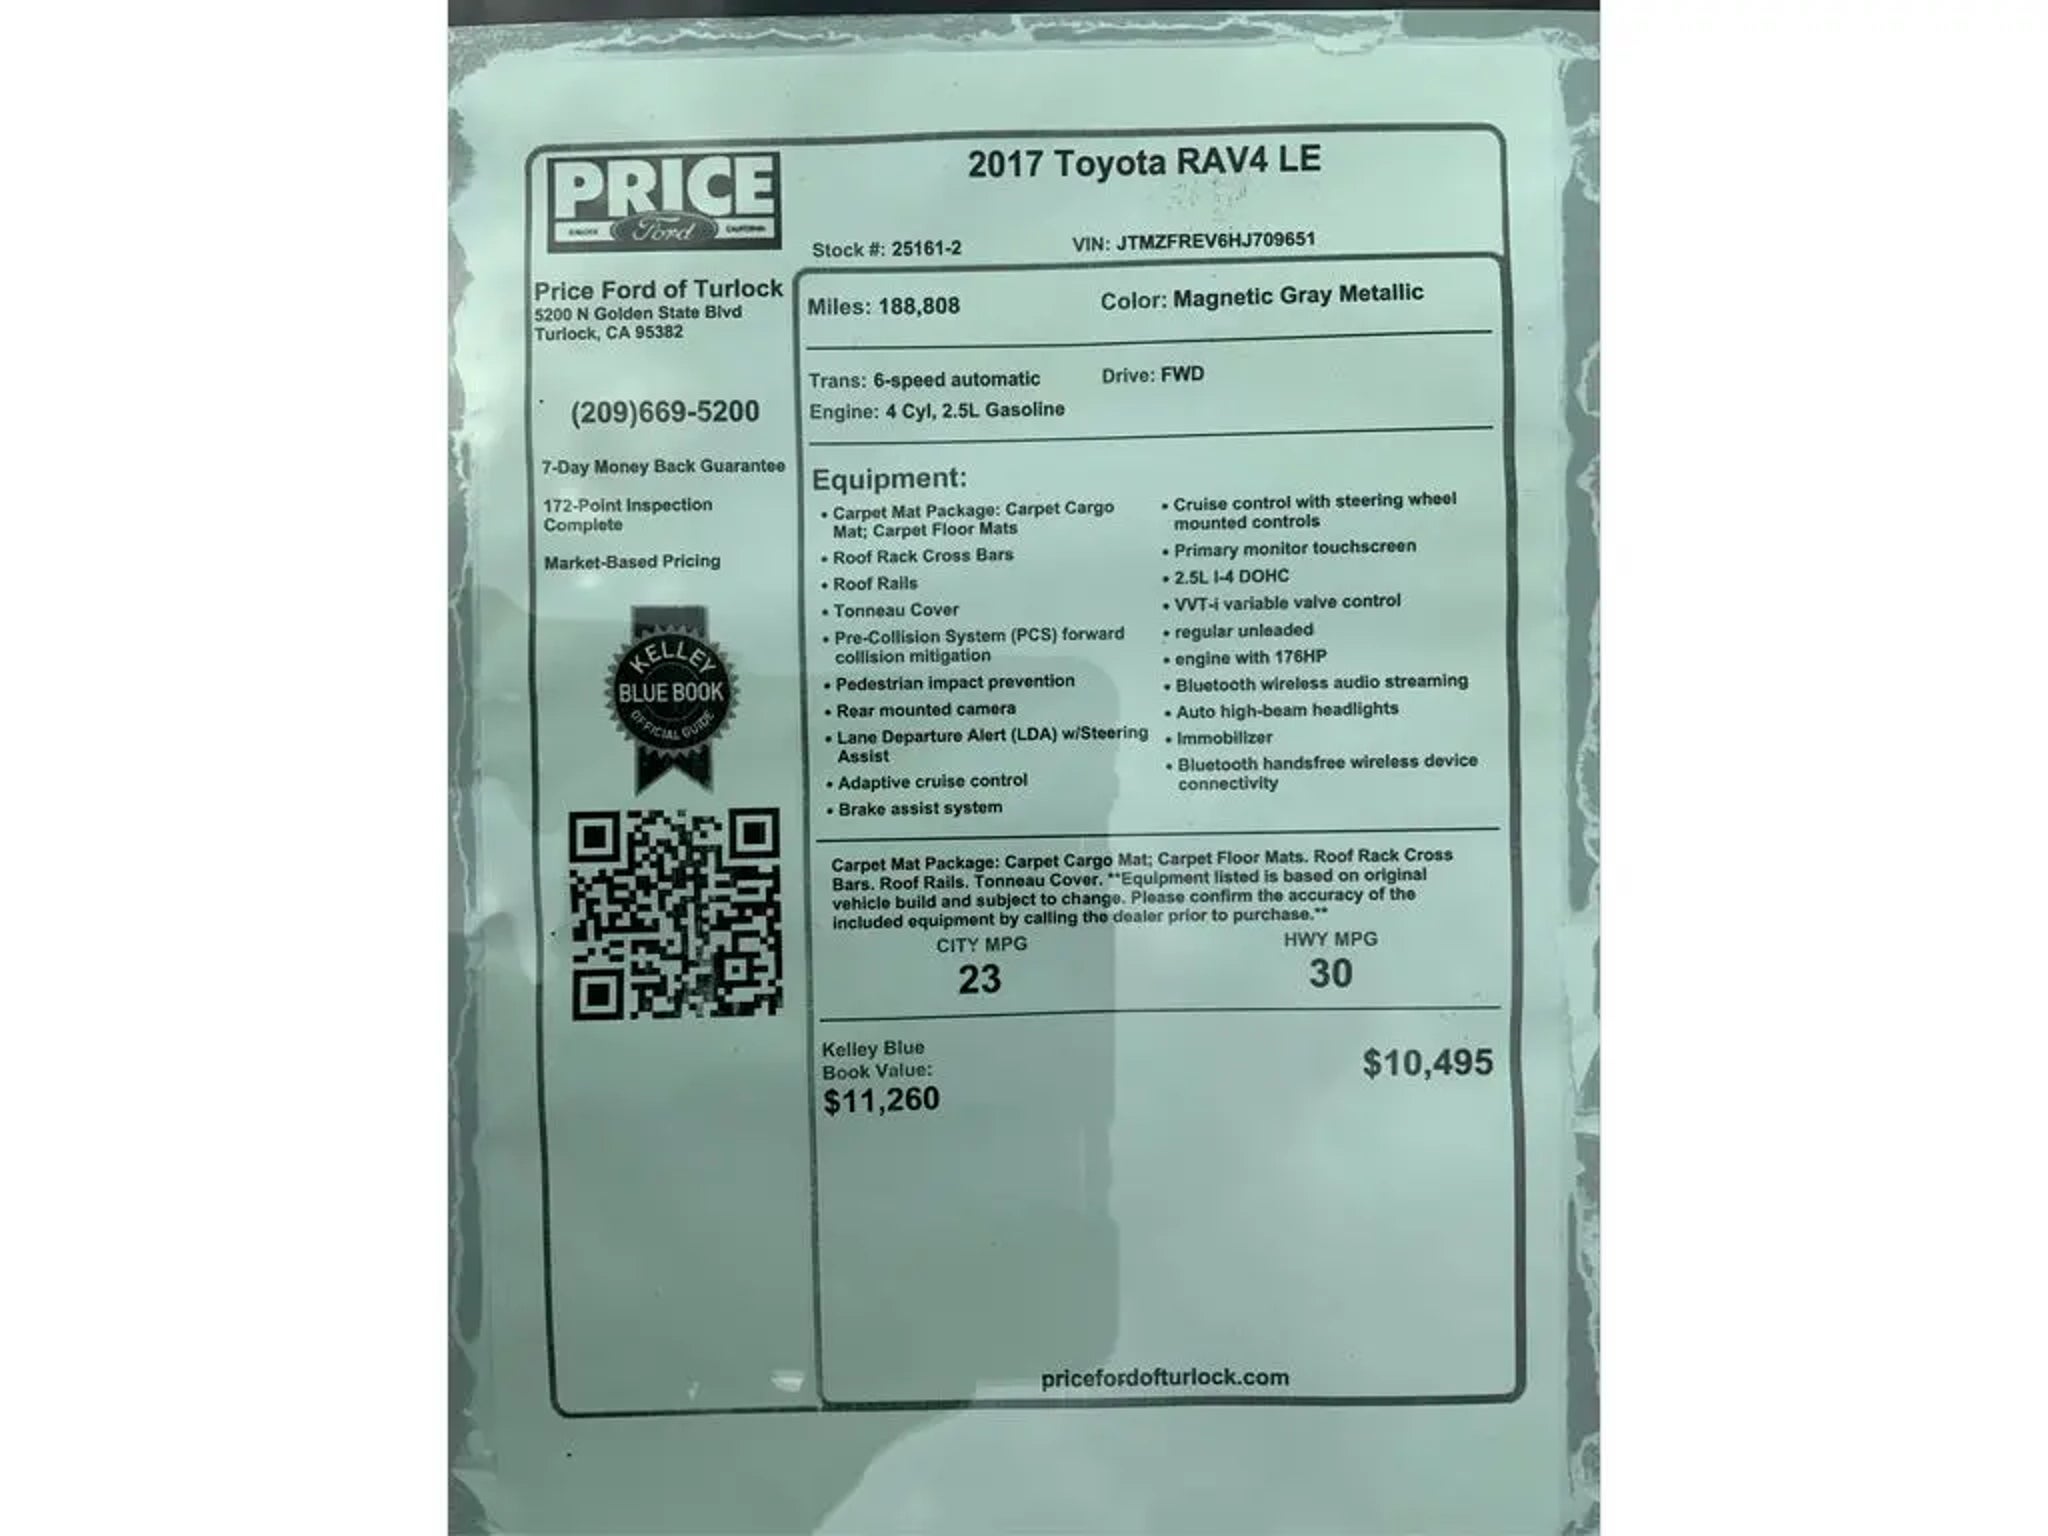 PRICE
Ford
2017 Toyota RAV4 LE
Stock #: 25161-2
VIN: JTMZFREV6HJ709651
Price Ford of Turlock
5200 N Golden State Blvd
Turlock, CA 95382
(209)669-5200
7-Day Money Back Guarantee
172-Point Inspection
Complete
Market-Based Pricing
KELLEY
BLUE BOOK
OFFICIAL GUIDE
Miles: 188,808
Color: Magnetic Gray Metallic
Trans: 6-speed automatic
Drive: FWD
Engine: 4 Cyl, 2.5L Gasoline
Equipment:
• Carpet Mat Package: Carpet Cargo
Mat; Carpet Floor Mats
• Roof Rack Cross Bars
• Roof Rails
• Tonneau Cover
• Pre-Collision System (PCS) forward
collision mitigation
• Pedestrian impact prevention
• Rear mounted camera
• Lane Departure Alert (LDA) w/Steering
Assist
• Adaptive cruise control
• Brake assist system
• Cruise control with steering wheel
mounted controls
• Primary monitor touchscreen
• 2.5L I-4 DOHC
• VVT-i variable valve control
• regular unleaded
• engine with 176HP
• Bluetooth wireless audio streaming
• Auto high-beam headlights
• Immobilizer
• Bluetooth handsfree wireless device
connectivity
Carpet Mat Package: Carpet Cargo Mat; Carpet Floor Mats. Roof Rack Cross
Bars. Roof Rails. Tonneau Cover. **Equipment listed is based on original
vehicle build and subject to change. Please confirm the accuracy of the
included equipment by calling the dealer prior to purchase.**
CITY MPG
23
HWY MPG
30
Kelley Blue
Book Value:
$11,260
$10,495
pricefordofturlock.com